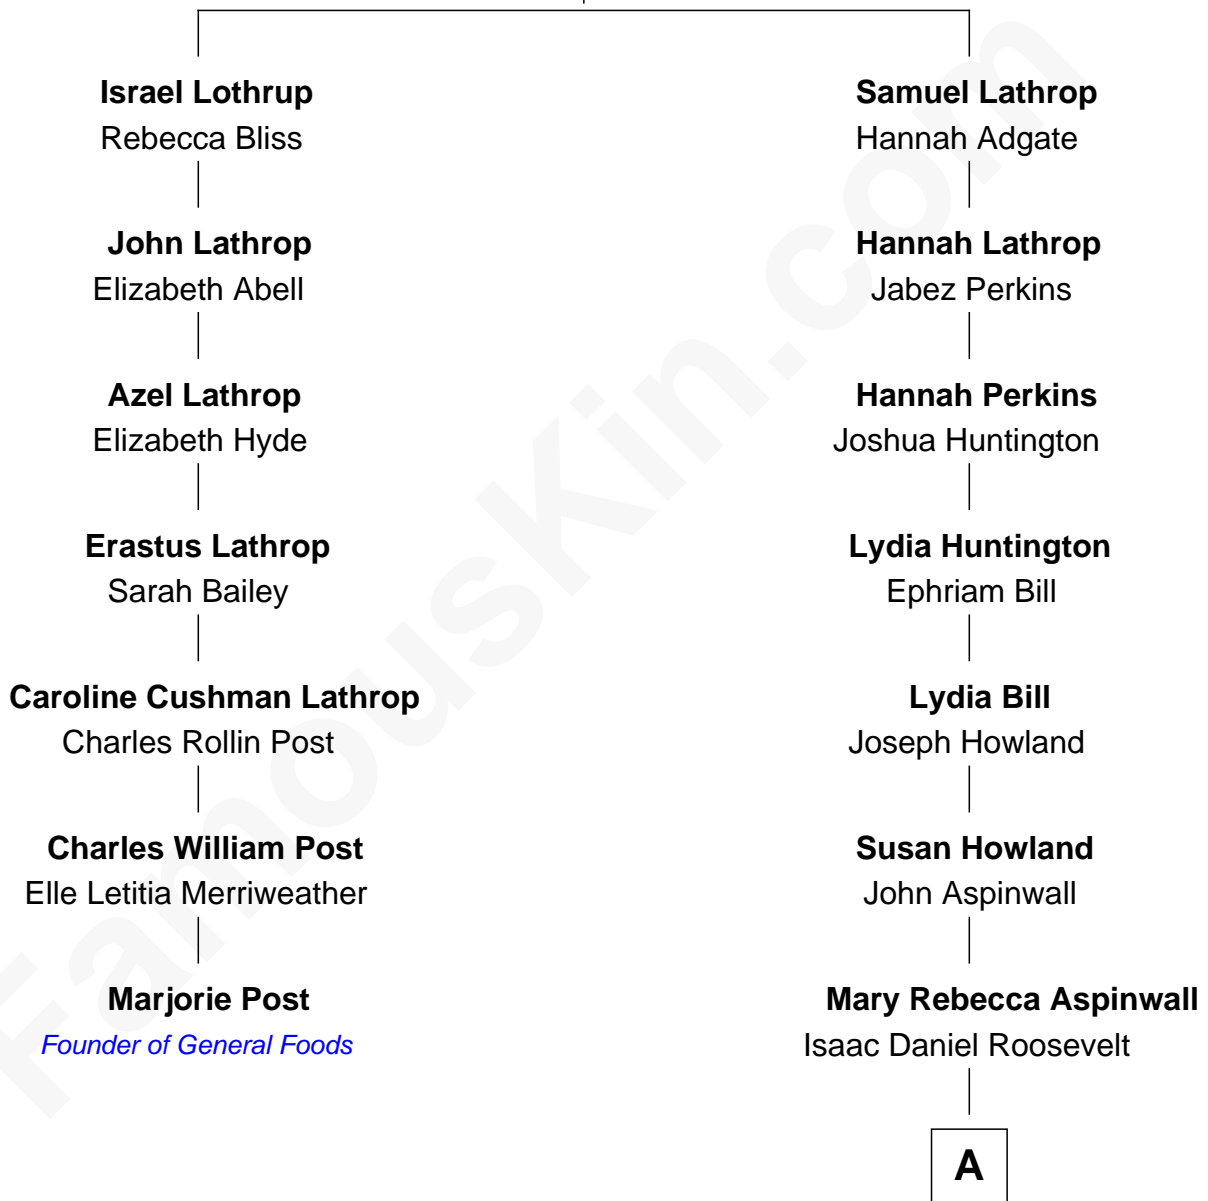 Israel Lothrup
Rebecca Bliss
John Lathrop
Elizabeth Abell
Azel Lathrop
Elizabeth Hyde
Erastus Lathrop
Sarah Bailey
Caroline Cushman Lathrop
Charles Rollin Post
Charles William Post
Elle Letitia Merriweather
Marjorie Post
Founder of General Foods
Samuel Lathrop
Hannah Adgate
Hannah Lathrop
Jabez Perkins
Hannah Perkins
Joshua Huntington
Lydia Huntington
Ephriam Bill
Lydia Bill
Joseph Howland
Susan Howland
John Aspinwall
Mary Rebecca Aspinwall
Isaac Daniel Roosevelt
A
FamousKin.com